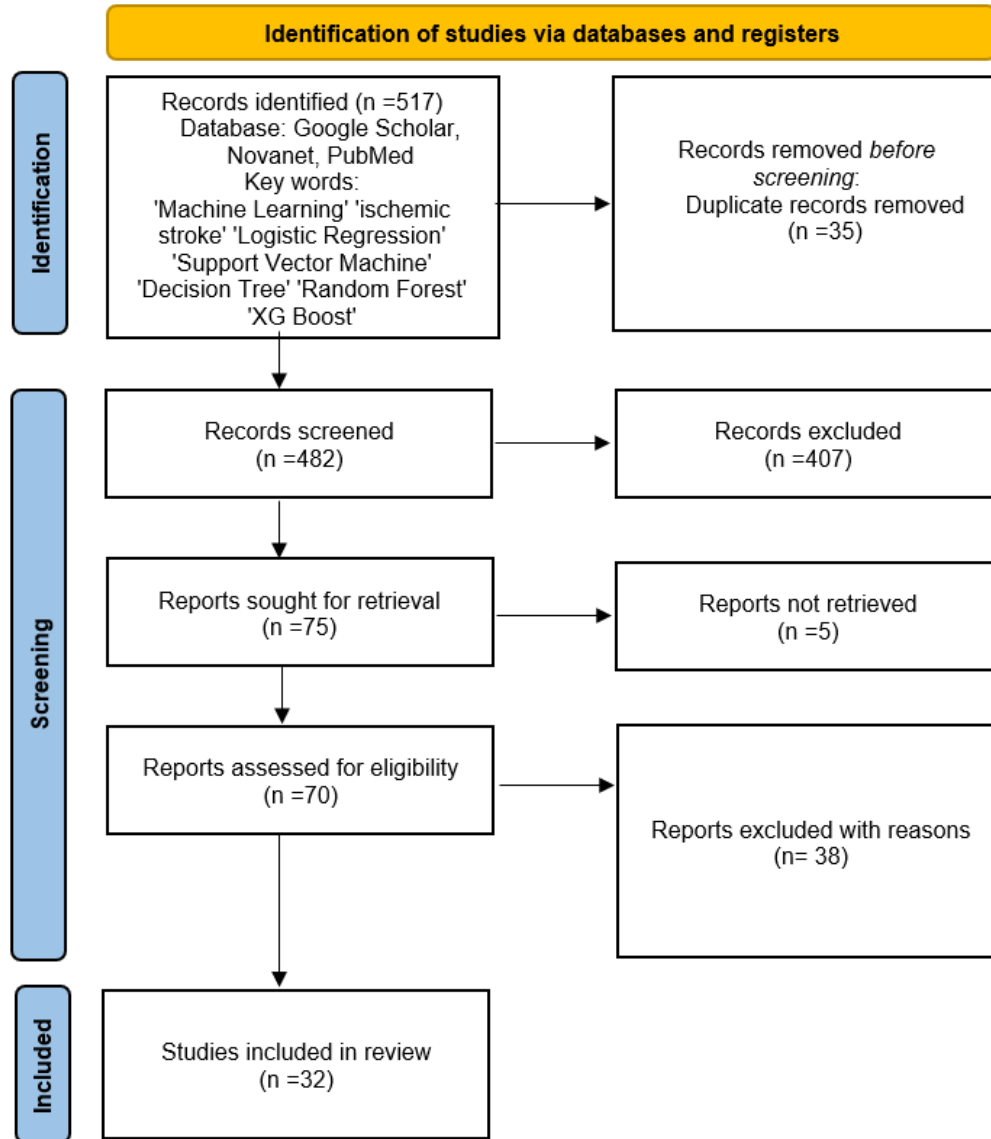 Identification of studies via databases and registers
Identification
Records identified (n =517)
Database: Google Scholar,
Novanet, PubMed
Key words:
'Machine Learning' 'ischemic
stroke' 'Logistic Regression'
'Support Vector Machine'
'Decision Tree' 'Random Forest'
'XG Boost'
Records removed before
screening:
Duplicate records removed
(n =35)
Screening
Records screened
(n =482)
Records excluded
(n =407)
Reports sought for retrieval
(n =75)
Reports not retrieved
(n =5)
Reports assessed for eligibility
(n =70)
Reports excluded with reasons
(n= 38)
Included
Studies included in review
(n =32)